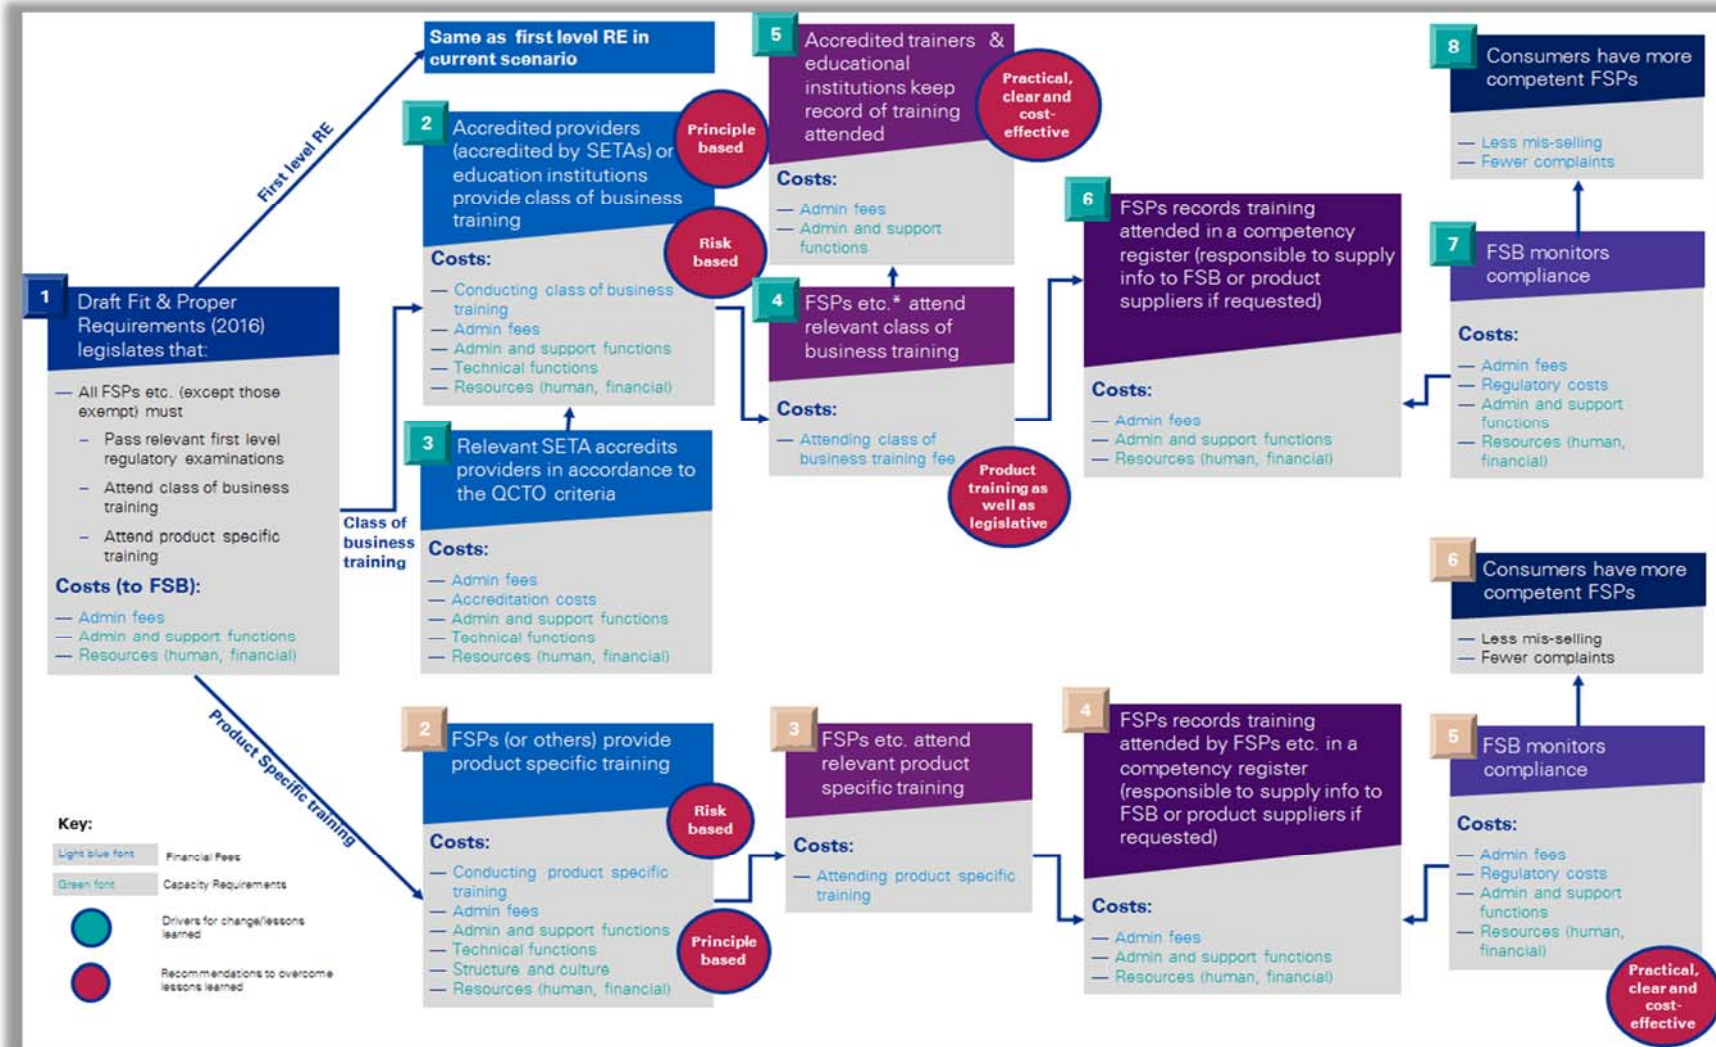 Same as first level RE in
current scenario
First level RE
1
Draft Fit & Proper
Requirements (2016)
legislates that:
— All FSPs etc. (except those
exempt) must
– Pass relevant first level
regulatory examinations
– Attend class of business
training
– Attend product specific
training
Costs (to FSB):
— Admin fees
— Admin and support functions
— Resources (human, financial)
Class of
business
training
Product Specific training
2
Accredited providers
(accredited by SETAs) or
education institutions
provide class of business
training
Principle
based
Risk
based
Costs:
— Conducting class of business
training
— Admin fees
— Admin and support functions
— Technical functions
— Resources (human, financial)
3
Relevant SETA accredits
providers in accordance to
the QCTO criteria
Costs:
— Admin fees
— Accreditation costs
— Admin and support functions
— Technical functions
— Resources (human, financial)
5
Accredited trainers &
educational
institutions keep
record of training
attended
Practical,
clear and
cost-
effective
Costs:
— Admin fees
— Admin and support
functions
4
FSPs etc.* attend
relevant class of
business training
Costs:
— Attending class of
business training fee
Product
training as
well as
legislative
6
FSPs records training
attended in a competency
register (responsible to supply
info to FSB or product
suppliers if requested)
Costs:
— Admin fees
— Admin and support functions
— Resources (human, financial)
8
Consumers have more
competent FSPs
— Less mis-selling
— Fewer complaints
7
FSB monitors
compliance
Costs:
— Admin fees
— Regulatory costs
— Admin and support
functions
— Resources (human,
financial)
2
FSPs (or others) provide
product specific training
Risk
based
Costs:
— Conducting product specific
training
— Admin fees
— Admin and support functions
— Technical functions
— Structure and culture
— Resources (human, financial)
Principle
based
3
FSPs etc. attend
relevant product
specific training
Costs:
— Attending product specific
training
4
FSPs records training
attended by FSPs etc. in a
competency register
(responsible to supply info to
FSB or product suppliers if
requested)
Costs:
— Admin fees
— Admin and support functions
— Resources (human, financial)
6
Consumers have more
competent FSPs
— Less mis-selling
— Fewer complaints
5
FSB monitors
compliance
Costs:
— Admin fees
— Regulatory costs
— Admin and support
functions
— Resources (human,
financial)
Practical,
clear and
cost-
effective
Key:
Light blue font Financial Fees
Green font Capacity Requirements
Drivers for change/lessons
learned
Recommendations to overcome
lessons learned